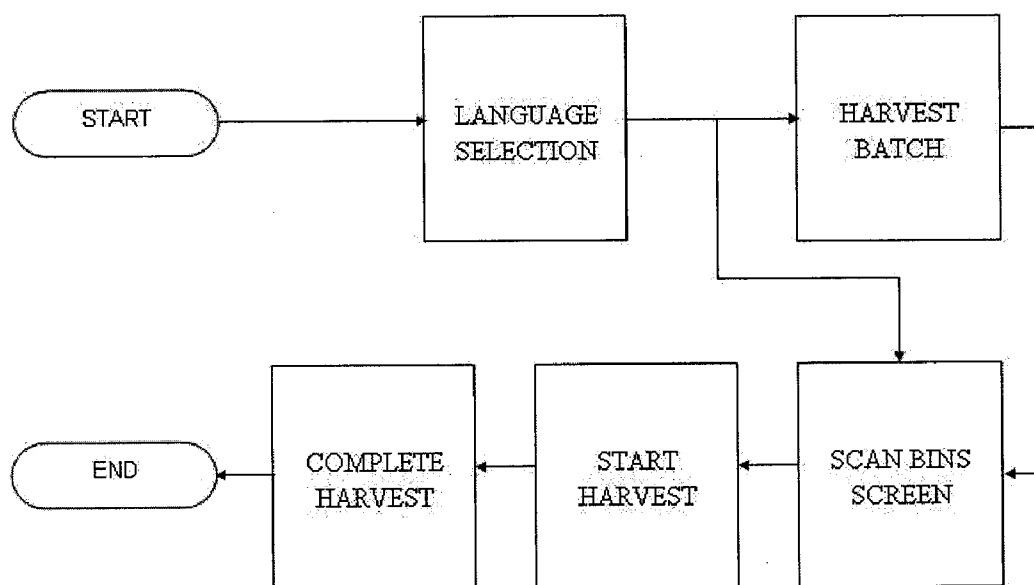 START
LANGUAGE
SELECTION
HARVEST
BATCH
END
COMPLETE
HARVEST
START
HARVEST
SCAN BINS
SCREEN